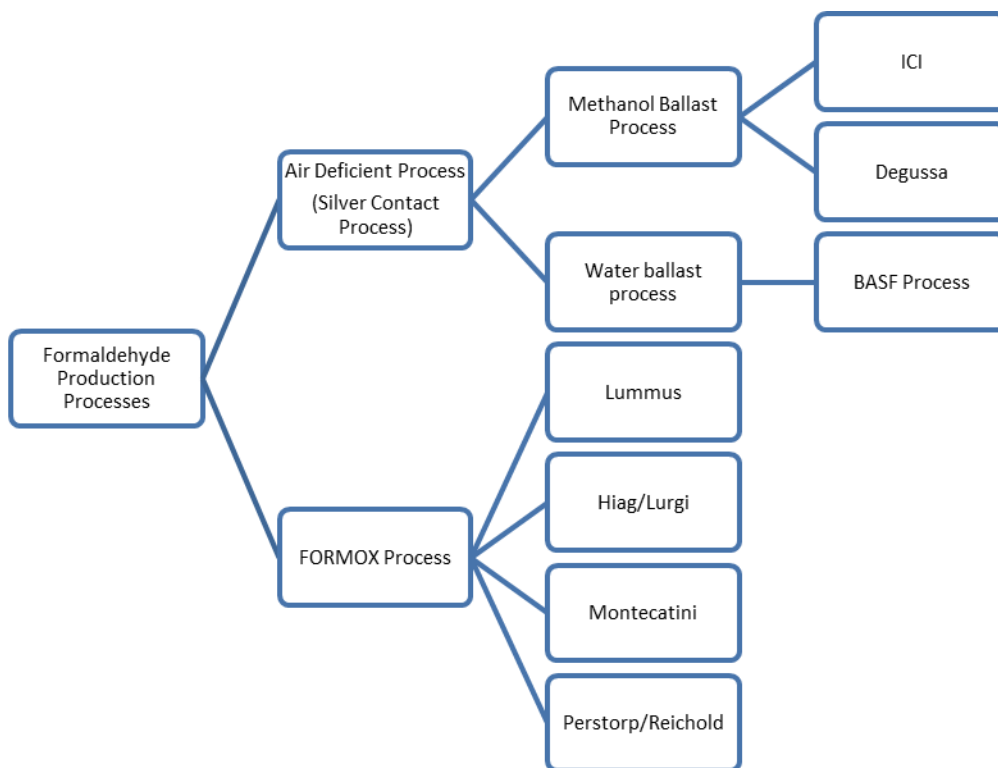 Formaldehyde
Production
Processes
Air Deficient Process
(Silver Contact
Process)
Methanol Ballast
Process
ICI
Degussa
Water ballast
process
BASF Process
FORMOX Process
Lummus
Hiag/Lurgi
Montecatini
Perstorp/Reichold